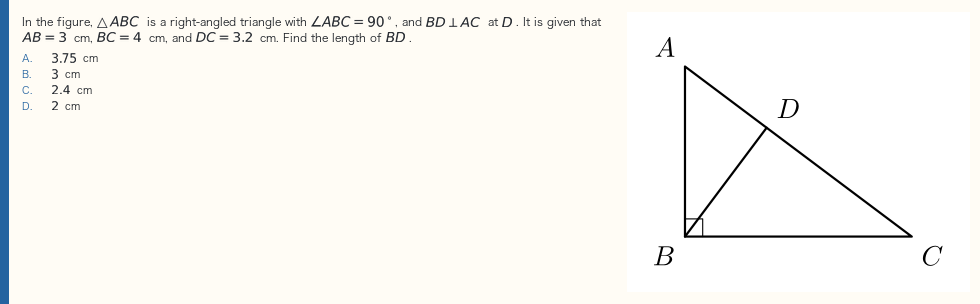 In the figure, △ABC is a right-angled triangle with ∠ABC = 90°, and BD ⊥ AC at D. It is given that
AB = 3 cm, BC = 4 cm, and DC = 3.2 cm. Find the length of BD.
A. 3.75 cm
B. 3 cm
C. 2.4 cm
D. 2 cm
A
D
B
C